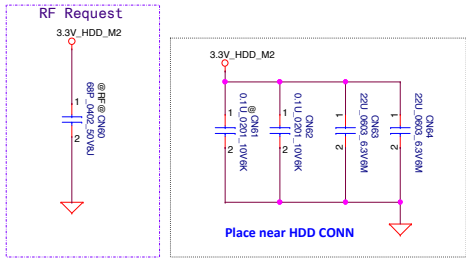 RF Request
3.3V_HDD_M2
1
2
@RF@CN60
68P_0402_50V8J
3.3V_HDD_M2
1
2
@ CN61
0.1U_0201_10V6K
1
2
CN62
0.1U_0201_10V6K
1
2
CN63
22U_0603_6.3V6M
1
2
CN64
22U_0603_6.3V6M
Place near HDD CONN